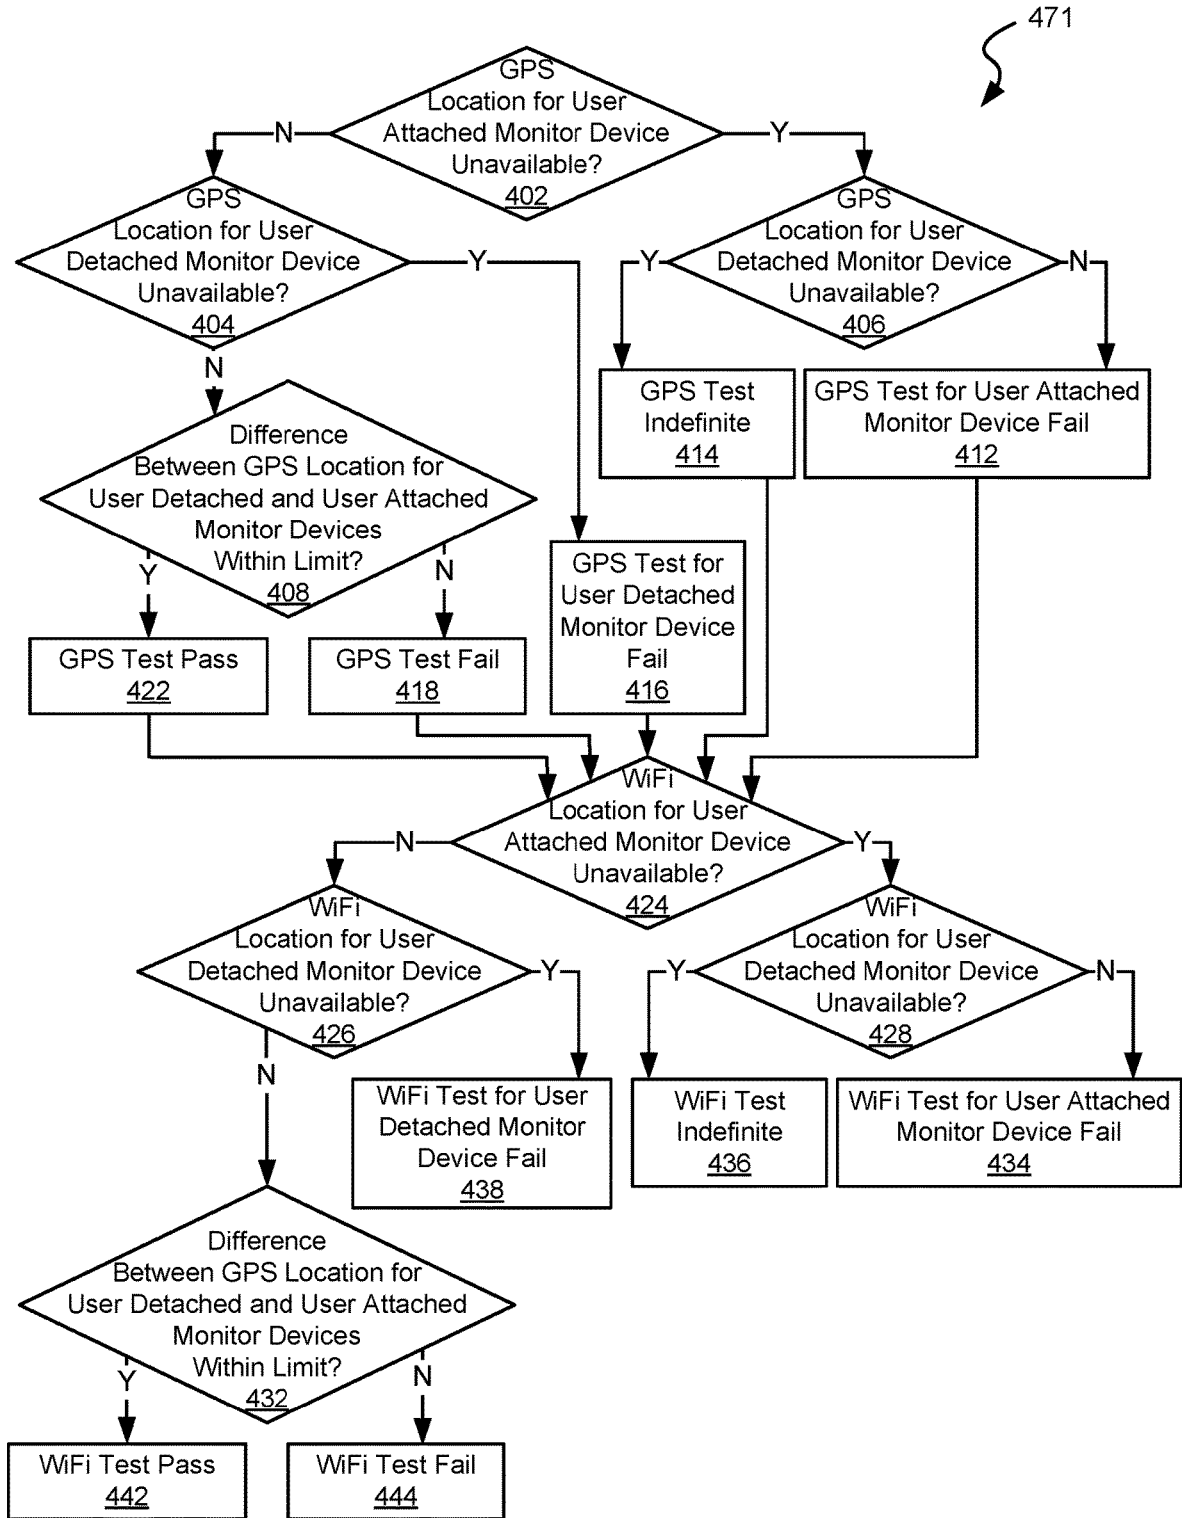 471
GPS
Location for User
Attached Monitor Device
Unavailable?
402
N
Y
GPS
Location for User
Detached Monitor Device
Unavailable?
404
Y
N
GPS
Location for User
Detached Monitor Device
Unavailable?
406
Y
N
GPS Test
Indefinite
414
GPS Test for User Attached
Monitor Device Fail
412
Difference
Between GPS Location for
User Detached and User Attached
Monitor Devices
Within Limit?
408
Y
N
GPS Test for
User Detached
Monitor Device
Fail
416
GPS Test Pass
422
GPS Test Fail
418
WiFi
Location for User
Attached Monitor Device
Unavailable?
424
N
Y
WiFi
Location for User
Detached Monitor Device
Unavailable?
426
Y
N
WiFi
Location for User
Detached Monitor Device
Unavailable?
428
Y
N
WiFi Test for User
Detached Monitor
Device Fail
438
WiFi Test
Indefinite
436
WiFi Test for User Attached
Monitor Device Fail
434
Difference
Between GPS Location for
User Detached and User Attached
Monitor Devices
Within Limit?
432
Y
N
WiFi Test Pass
442
WiFi Test Fail
444